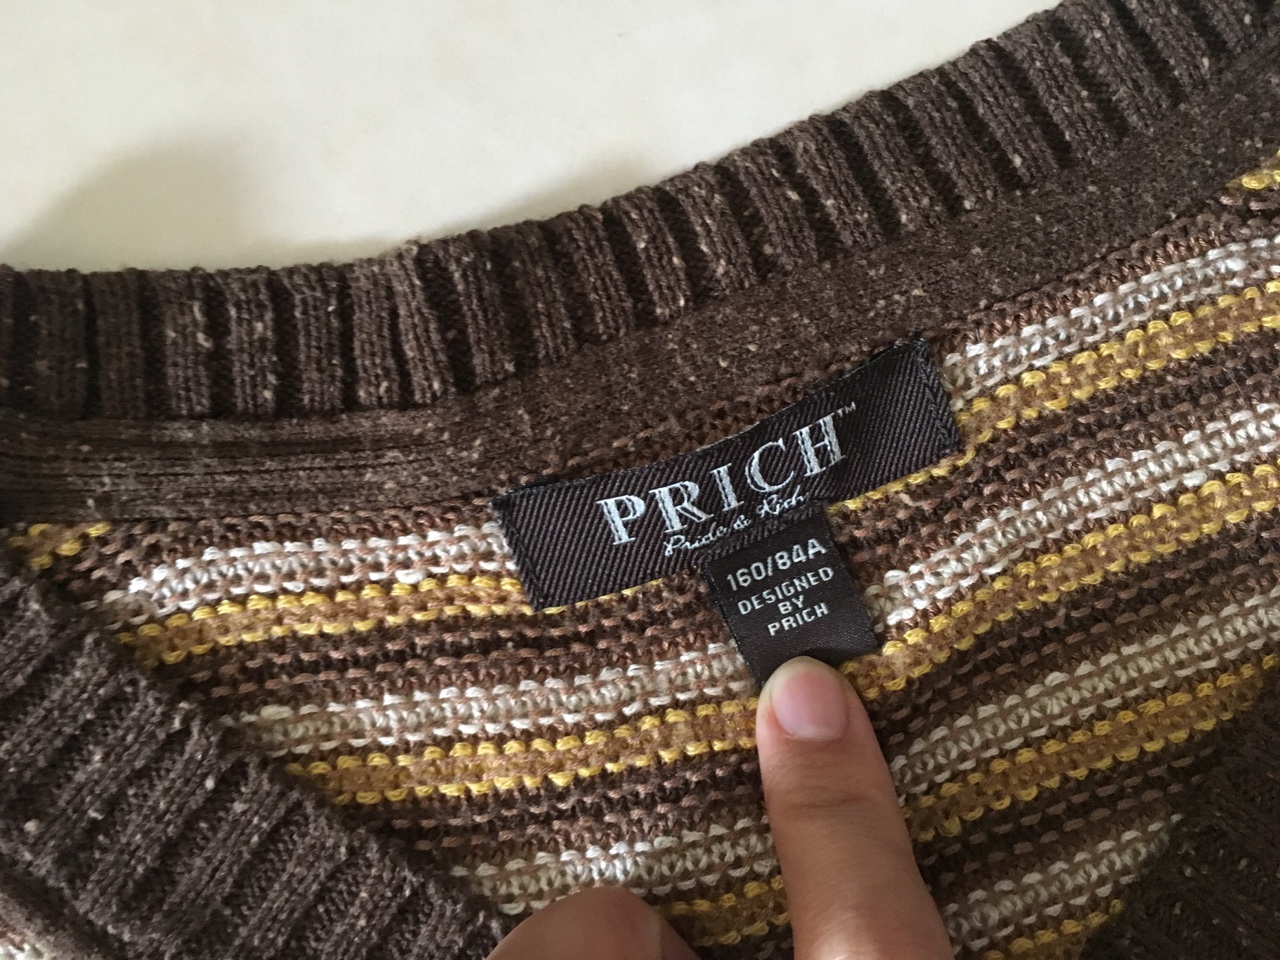 PRICH™
Pride & Rich
160/84A
DESIGNED
BY
PRICH